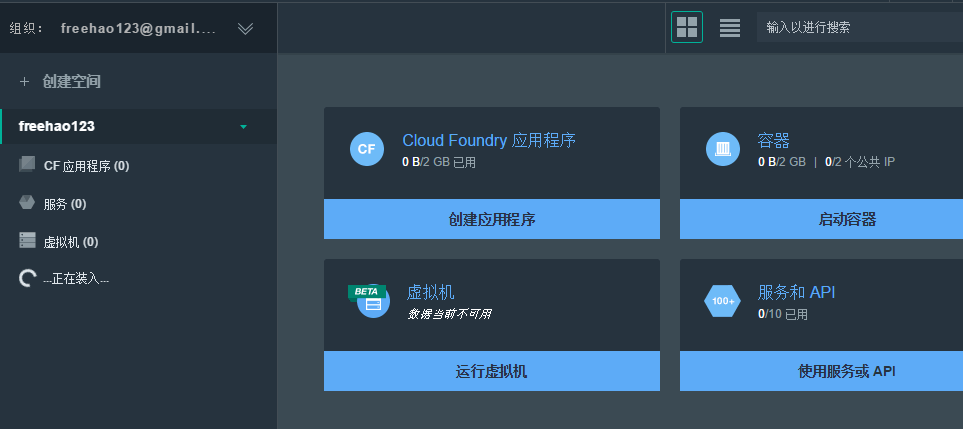 组织： freehao123@gmail....
输入以进行搜索
+ 创建空间
freehao123
CF 应用程序 (0)
服务 (0)
虚拟机 (0)
...正在装入...
CF
Cloud Foundry 应用程序
0 B/2 GB 已用
创建应用程序
容器
0 B/2 GB | 0/2 个公共 IP
启动容器
BETA
虚拟机
数据当前不可用
运行虚拟机
100+
服务和 API
0/10 已用
使用服务或 API